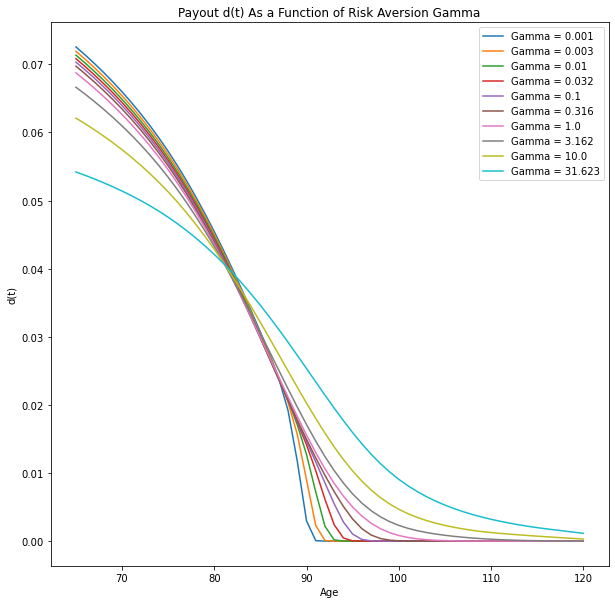 Payout d(t) As a Function of Risk Aversion Gamma
Gamma = 0.001
Gamma = 0.003
Gamma = 0.01
Gamma = 0.032
Gamma = 0.1
Gamma = 0.316
Gamma = 1.0
Gamma = 3.162
Gamma = 10.0
Gamma = 31.623
d(t)
0.07
0.06
0.05
0.04
0.03
0.02
0.01
0.00
70 80 90 100 110 120
Age